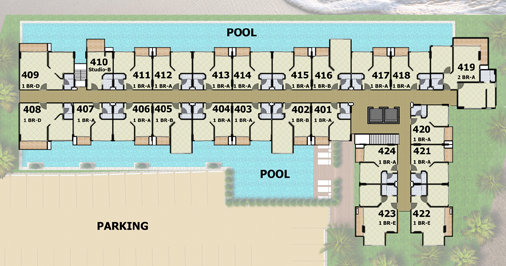 POOL
409
1 BR-D
410
Studio-B
411
1 BR-A
412
1 BR-A
413
1 BR-A
414
1 BR-A
415
1 BR-A
416
1 BR-B
417
1 BR-A
418
1 BR-A
419
2 BR-A
408
1 BR-D
407
1 BR-A
406
1 BR-A
405
1 BR-B
404
1 BR-A
403
1 BR-A
402
1 BR-B
401
1 BR-A
420
1 BR-A
424
1 BR-A
421
1 BR-A
423
1 BR-E
422
1 BR-E
POOL
PARKING